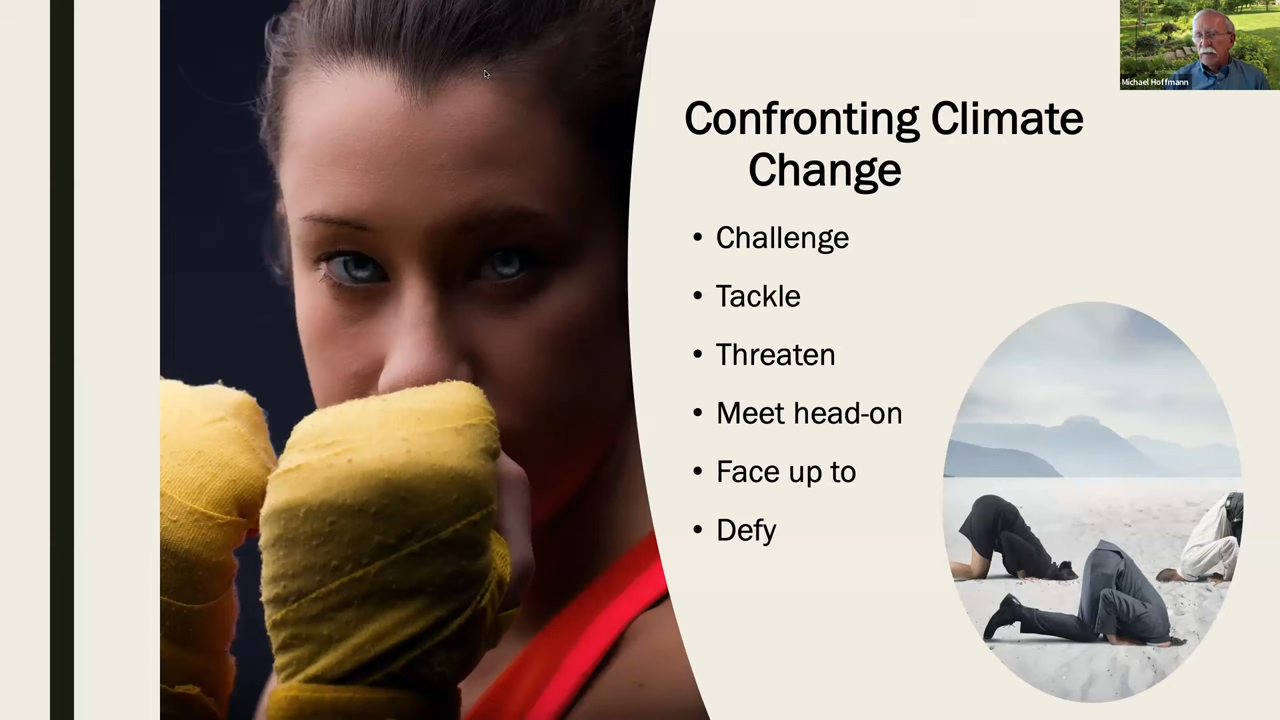 Michael Hoffmann
Confronting Climate
Change
• Challenge
• Tackle
• Threaten
• Meet head-on
• Face up to
• Defy